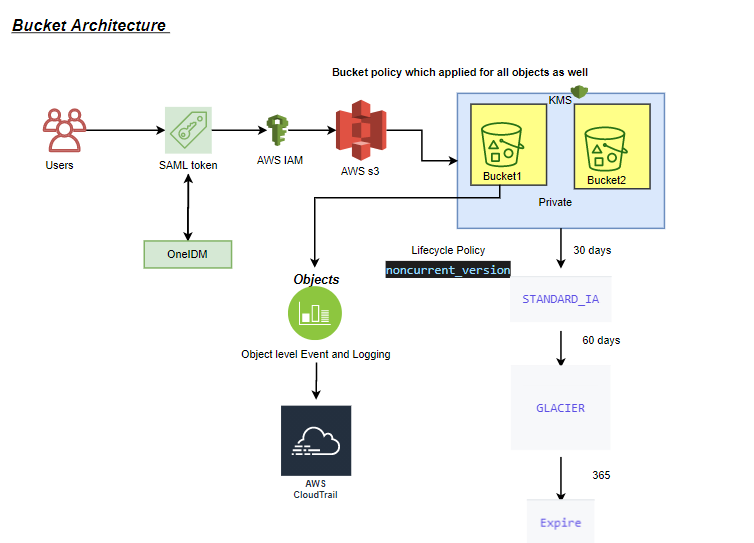 Bucket Architecture
Bucket policy which applied for all objects as well
KMS
Users
SAML token
AWS IAM
AWS s3
Bucket1
Bucket2
Private
OneIDM
Lifecycle Policy
30 days
noncurrent_version
Objects
STANDARD_IA
60 days
Object level Event and Logging
GLACIER
365
AWS
CloudTrail
Expire